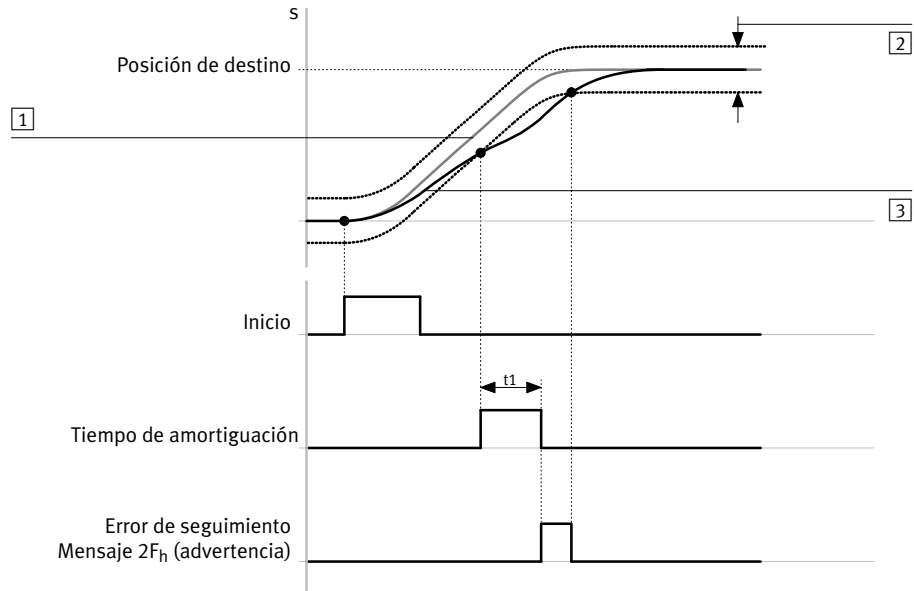 s
Posición de destino
2
1
3
Inicio
t1
Tiempo de amortiguación
Error de seguimiento
Mensaje 2Fh (advertencia)